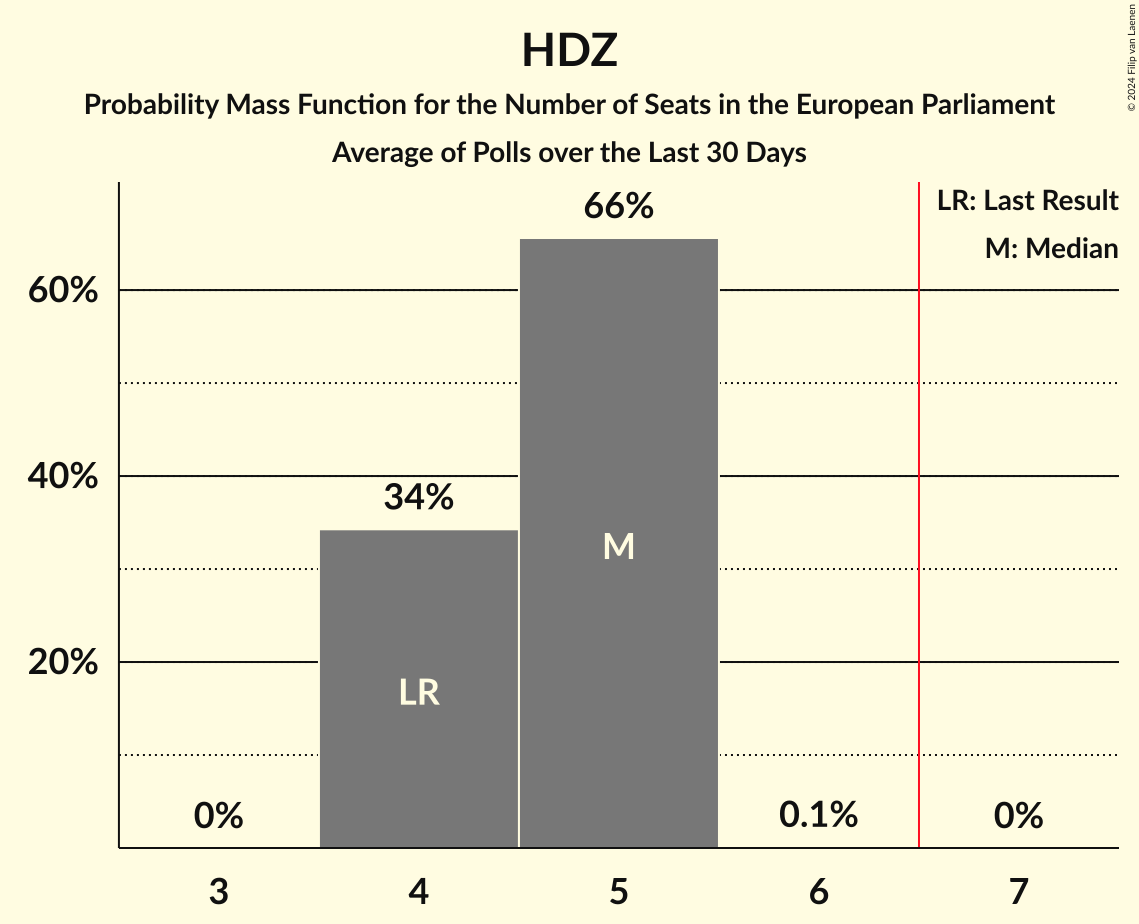 HDZ
Probability Mass Function for the Number of Seats in the European Parliament
Average of Polls over the Last 30 Days
© 2024 Filip van Laenen
LR: Last Result
M: Median
66%
60%
40%
34%
M
20%
LR
0%
0.1%
0%
3 4 5 6 7